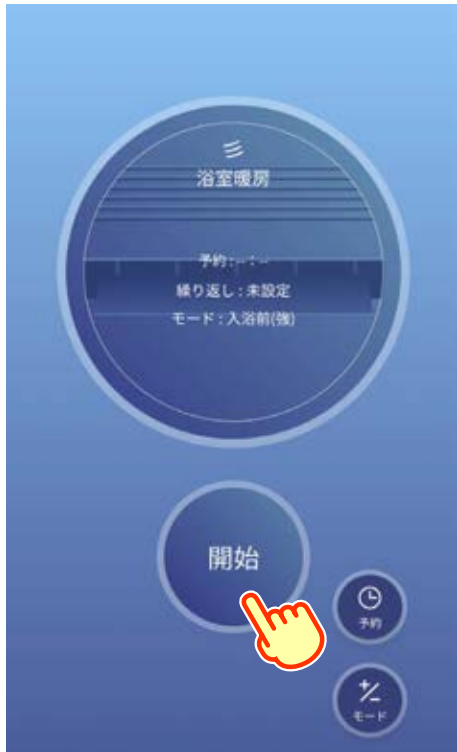 浴室暖房
予約:--:--
繰り返し:未設定
モード:入浴前(強)
開始
予約
モード